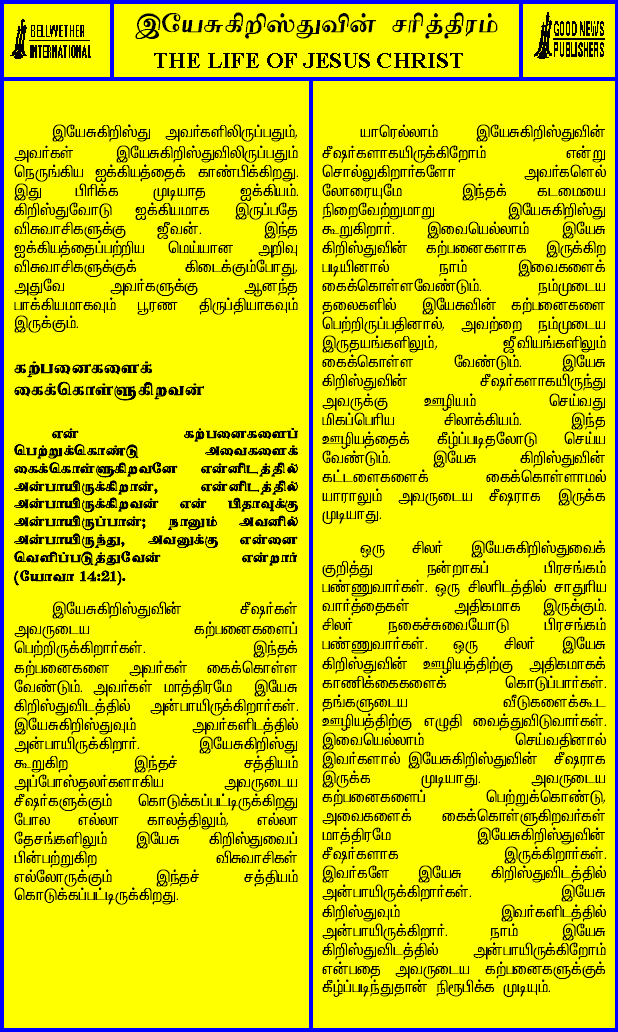 BELLWETHER
INTERNATIONAL
இயேசுகிறிஸ்துவின் சரித்திரம்
THE LIFE OF JESUS CHRIST
GOOD NEWS
PUBLISHERS
இயேசுகிறிஸ்து அவர்களிலிருப்பதும்,
அவர்கள் இயேசுகிறிஸ்துவிலிருப்பதும்
நெருங்கிய ஐக்கியத்தைக் காண்பிக்கிறது.
இது பிரிக்க முடியாத ஐக்கியம்.
கிறிஸ்துவோடு ஐக்கியமாக இருப்பதே
விசுவாசிகளுக்கு ஜீவன். இந்த
ஐக்கியத்தைப்பற்றிய மெய்யான அறிவு
விசுவாசிகளுக்குக் கிடைக்கும்போது,
அதுவே அவர்களுக்கு ஆனந்த
பாக்கியமாகவும் பூரண திருப்தியாகவும்
இருக்கும்.
கற்பனைகளைக்
கைக்கொள்ளுகிறவன்
என் கற்பனைகளைப்
பெற்றுக்கொண்டு அவைகளைக்
கைக்கொள்ளுகிறவனே என்னிடத்தில்
அன்பாயிருக்கிறான், என்னிடத்தில்
அன்பாயிருக்கிறவன் என் பிதாவுக்கு
அன்பாயிருப்பான்; நானும் அவனில்
அன்பாயிருந்து, அவனுக்கு என்னை
வெளிப்படுத்துவேன் என்றார்
(யோவா 14:21).
இயேசுகிறிஸ்துவின் சீஷர்கள்
அவருடைய கற்பனைகளைப்
பெற்றிருக்கிறார்கள். இந்தக்
கற்பனைகளை அவர்கள் கைக்கொள்ள
வேண்டும். அவர்கள் மாத்திரமே இயேசு
கிறிஸ்துவிடத்தில் அன்பாயிருக்கிறார்கள்.
இயேசுகிறிஸ்துவும் அவர்களிடத்தில்
அன்பாயிருக்கிறார். இயேசுகிறிஸ்து
கூறுகிற இந்தச் சத்தியம்
அப்போஸ்தலர்களாகிய அவருடைய
சீஷர்களுக்கும் கொடுக்கப்பட்டிருக்கிறது
போல எல்லா காலத்திலும், எல்லா
தேசங்களிலும் இயேசு கிறிஸ்துவைப்
பின்பற்றுகிற விசுவாசிகள்
எல்லோருக்கும் இந்தச் சத்தியம்
கொடுக்கப்பட்டிருக்கிறது.
யாரெல்லாம் இயேசுகிறிஸ்துவின்
சீஷர்களாகயிருக்கிறோம் என்று
சொல்லுகிறார்களோ அவர்களெல்
லோரையுமே இந்தக் கடமையை
நிறைவேற்றுமாறு இயேசுகிறிஸ்து
கூறுகிறார். இவையெல்லாம் இயேசு
கிறிஸ்துவின் கற்பனைகளாக இருக்கிற
படியினால் நாம் இவைகளைக்
கைக்கொள்ளவேண்டும். நம்முடைய
தலைகளில் இயேசுவின் கற்பனைகளை
பெற்றிருப்பதினால், அவற்றை நம்முடைய
இருதயங்களிலும், ஜீவியங்களிலும்
கைக்கொள்ள வேண்டும். இயேசு
கிறிஸ்துவின் சீஷர்களாகயிருந்து
அவருக்கு ஊழியம் செய்வது
மிகப்பெரிய சிலாக்கியம். இந்த
ஊழியத்தைக் கீழ்ப்படிதலோடு செய்ய
வேண்டும். இயேசு கிறிஸ்துவின்
கட்டளைகளைக் கைக்கொள்ளாமல்
யாராலும் அவருடைய சீஷராக இருக்க
முடியாது.
ஒரு சிலர் இயேசுகிறிஸ்துவைக்
குறித்து நன்றாகப் பிரசங்கம்
பண்ணுவார்கள். ஒரு சிலரிடத்தில் சாதுரிய
வார்த்தைகள் அதிகமாக இருக்கும்.
சிலர் நகைச்சுவையோடு பிரசங்கம்
பண்ணுவார்கள். ஒரு சிலர் இயேசு
கிறிஸ்துவின் ஊழியத்திற்கு அதிகமாகக்
காணிக்கைகளைக் கொடுப்பார்கள்.
தங்களுடைய வீடுகளைக்கூட
ஊழியத்திற்கு எழுதி வைத்துவிடுவார்கள்.
இவையெல்லாம் செய்வதினால்
இவர்களால் இயேசுகிறிஸ்துவின் சீஷராக
இருக்க முடியாது. அவருடைய
கற்பனைகளைப் பெற்றுக்கொண்டு,
அவைகளைக் கைக்கொள்ளுகிறவர்கள்
மாத்திரமே இயேசுகிறிஸ்துவின்
சீஷர்களாக இருக்கிறார்கள்.
இவர்களே இயேசு கிறிஸ்துவிடத்தில்
அன்பாயிருக்கிறார்கள். இயேசு
கிறிஸ்துவும் இவர்களிடத்தில்
அன்பாயிருக்கிறார். நாம் இயேசு
கிறிஸ்துவிடத்தில் அன்பாயிருக்கிறோம்
என்பதை அவருடைய கற்பனைகளுக்குக்
கீழ்ப்படிந்துதான் நிரூபிக்க முடியும்.